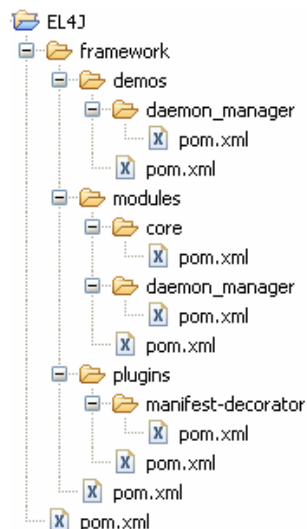 EL4J
framework
demos
daemon_manager
pom.xml
pom.xml
modules
core
pom.xml
daemon_manager
pom.xml
pom.xml
plugins
manifest-decorator
pom.xml
pom.xml
pom.xml
pom.xml